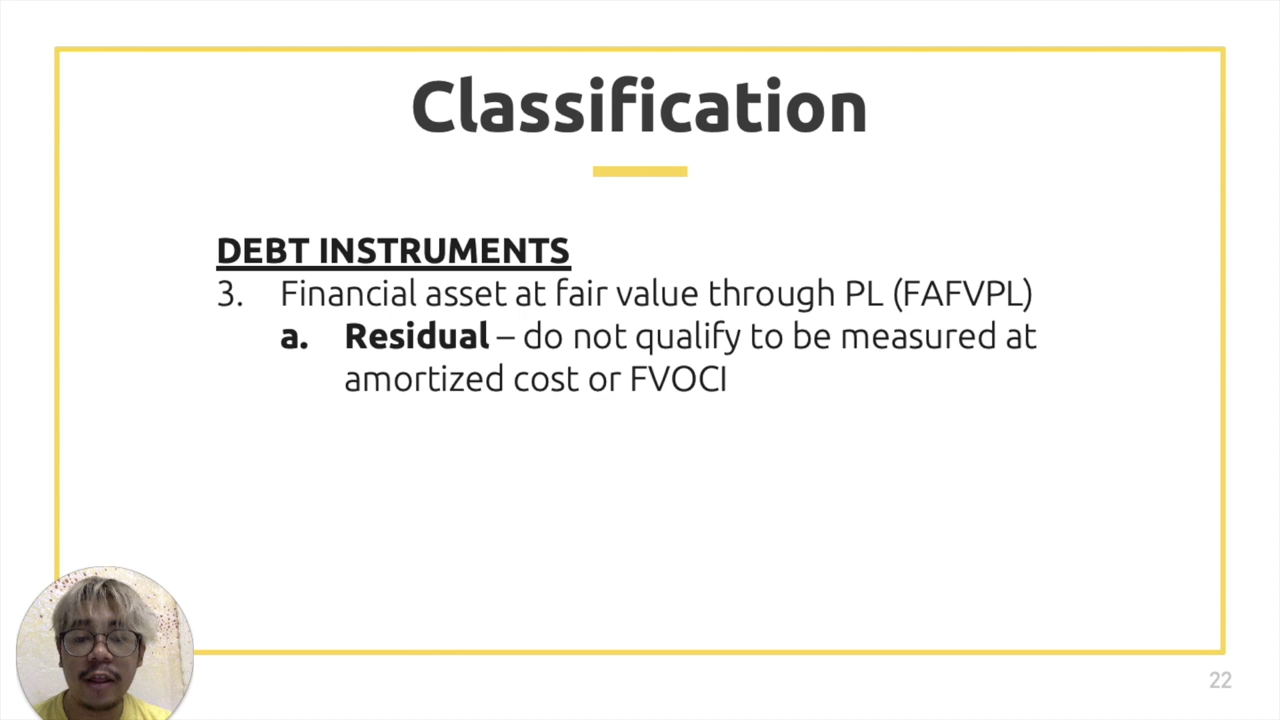 Classification
DEBT INSTRUMENTS
3. Financial asset at fair value through PL (FAFVPL)
a. Residual – do not qualify to be measured at
amortized cost or FVOCI
22